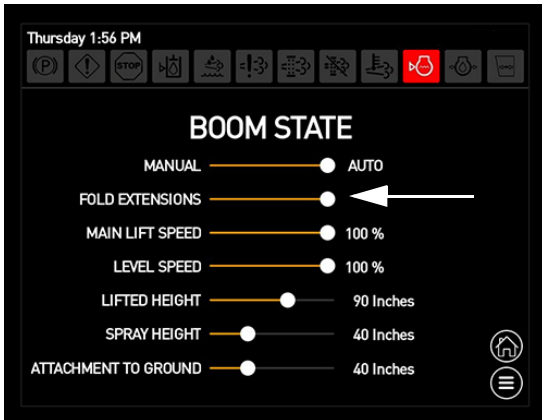 Thursday 1:56 PM
(P) STOP
BOOM STATE
MANUAL AUTO
FOLD EXTENSIONS
MAIN LIFT SPEED 100 %
LEVEL SPEED 100 %
LIFTED HEIGHT 90 Inches
SPRAY HEIGHT 40 Inches
ATTACHMENT TO GROUND 40 Inches